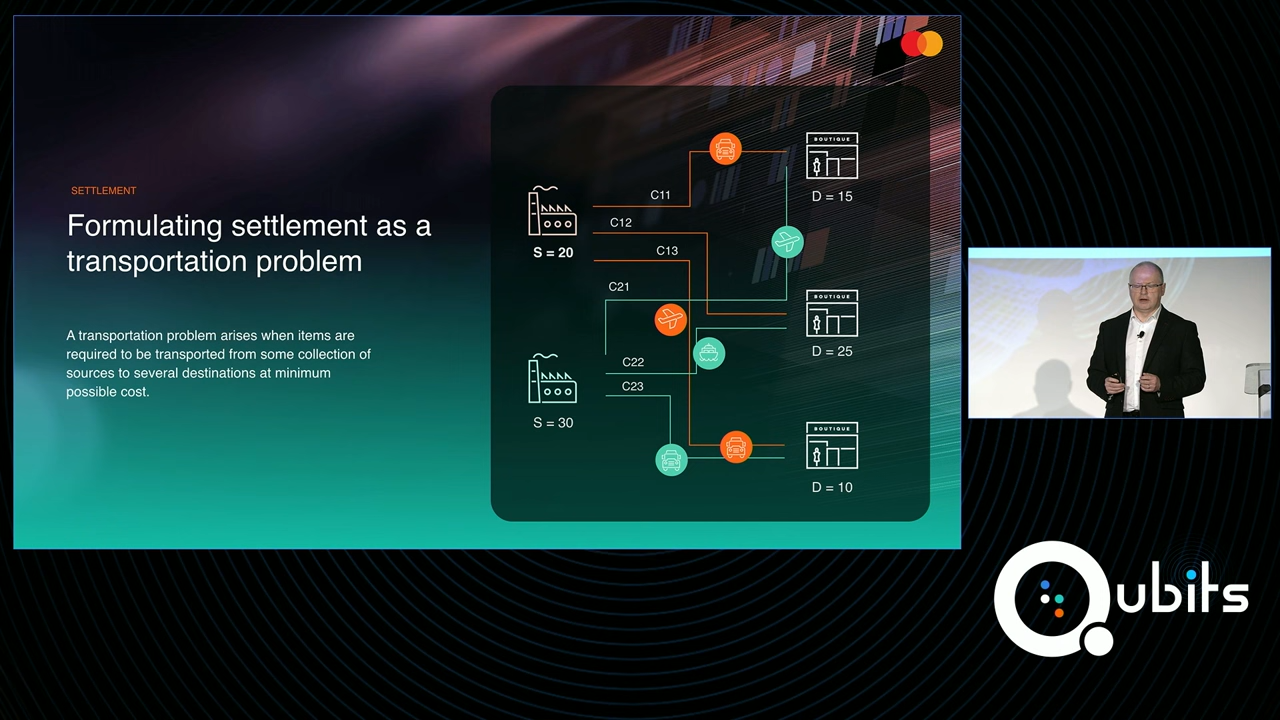 SETTLEMENT
Formulating settlement as a
transportation problem
A transportation problem arises when items are
required to be transported from some collection of
sources to several destinations at minimum
possible cost.
C11
C12
C13
C21
C22
C23
S = 20
S = 30
BOUTIQUE
D = 15
BOUTIQUE
D = 25
BOUTIQUE
D = 10
Qubits